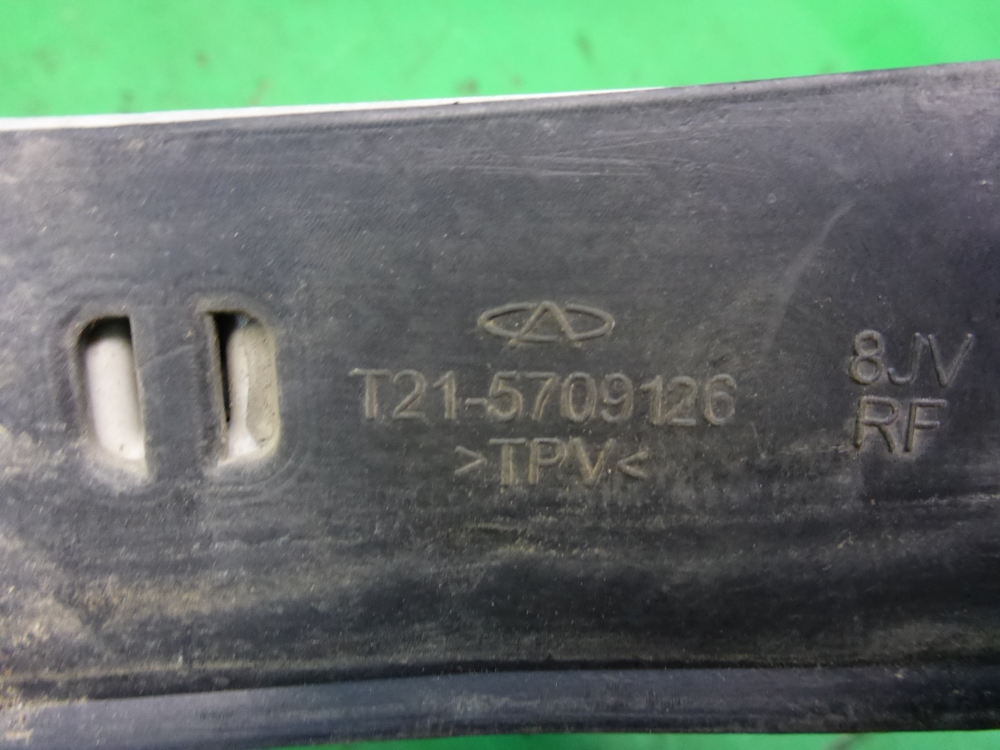 T21-5709126
>TPV<
8JV
RF